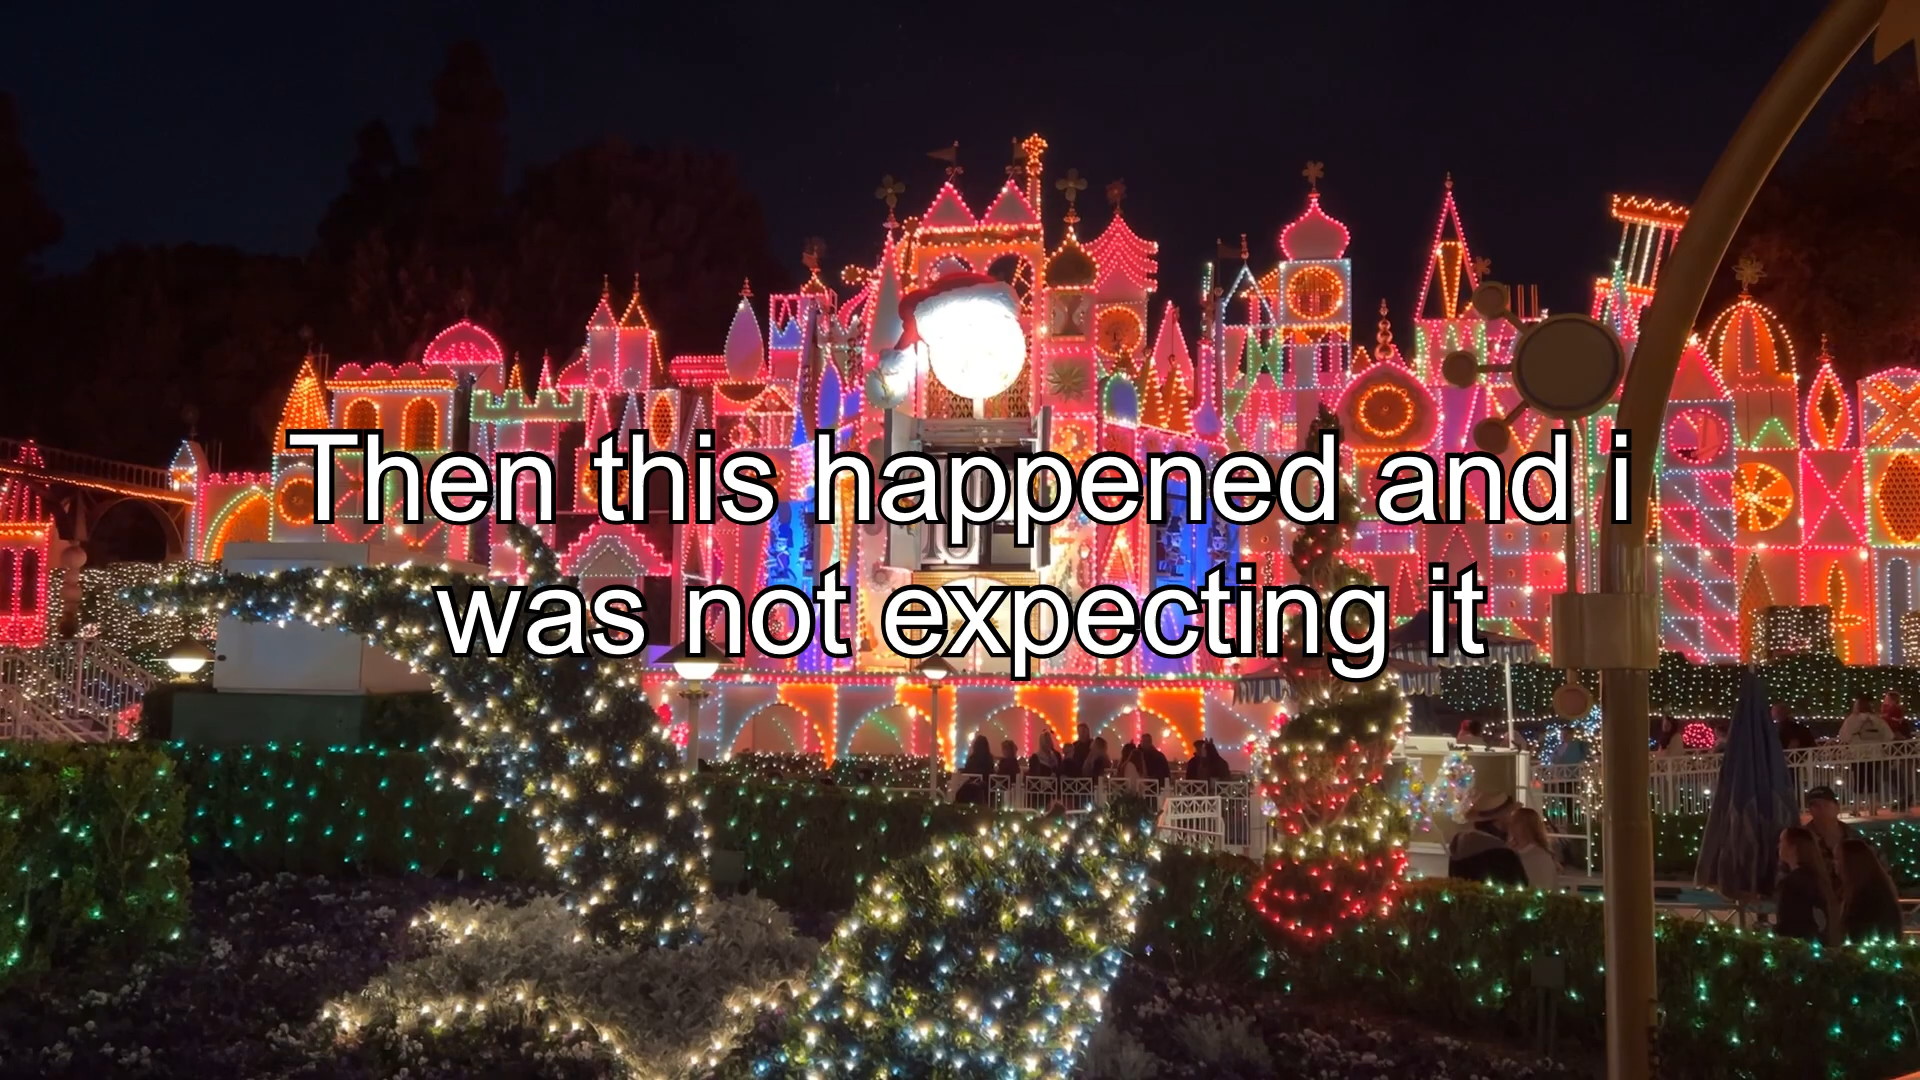 Then this happened and i
was not expecting it